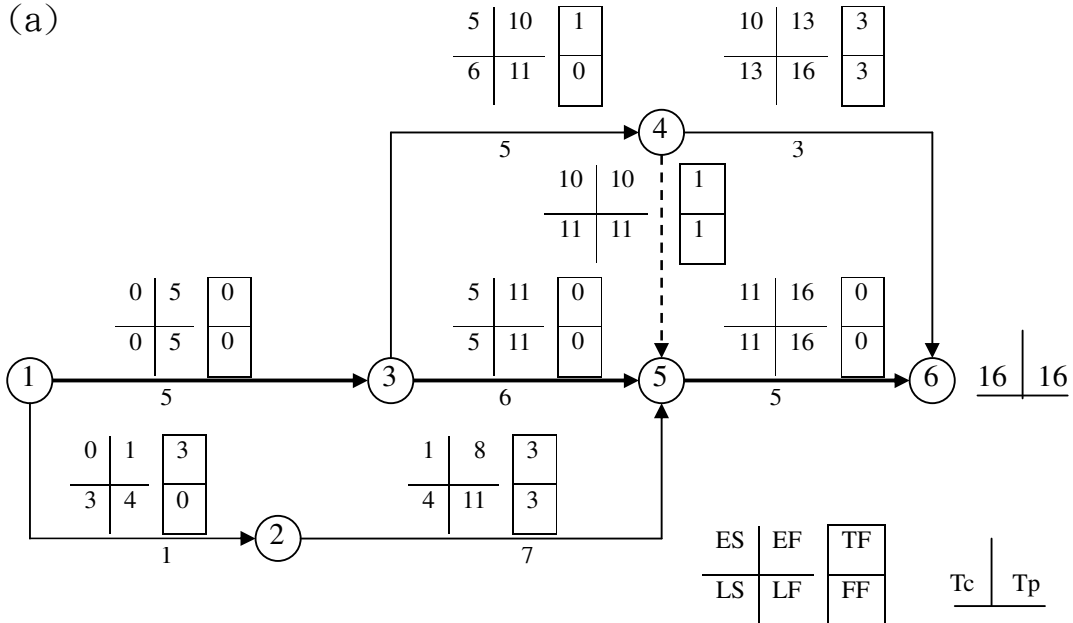 (a)
5 10 1 10 13 3
6 11 0 13 16 3
4
5 3
10 10 1
11 11 1
0 5 0 5 11 0 11 16 0
0 5 0 5 11 0 11 16 0
1 3 5 6 16 16
5 6 5
0 1 3 1 8 3
3 4 0 4 11 3
2
1 7
ES EF TF
LS LF FF Tc Tp